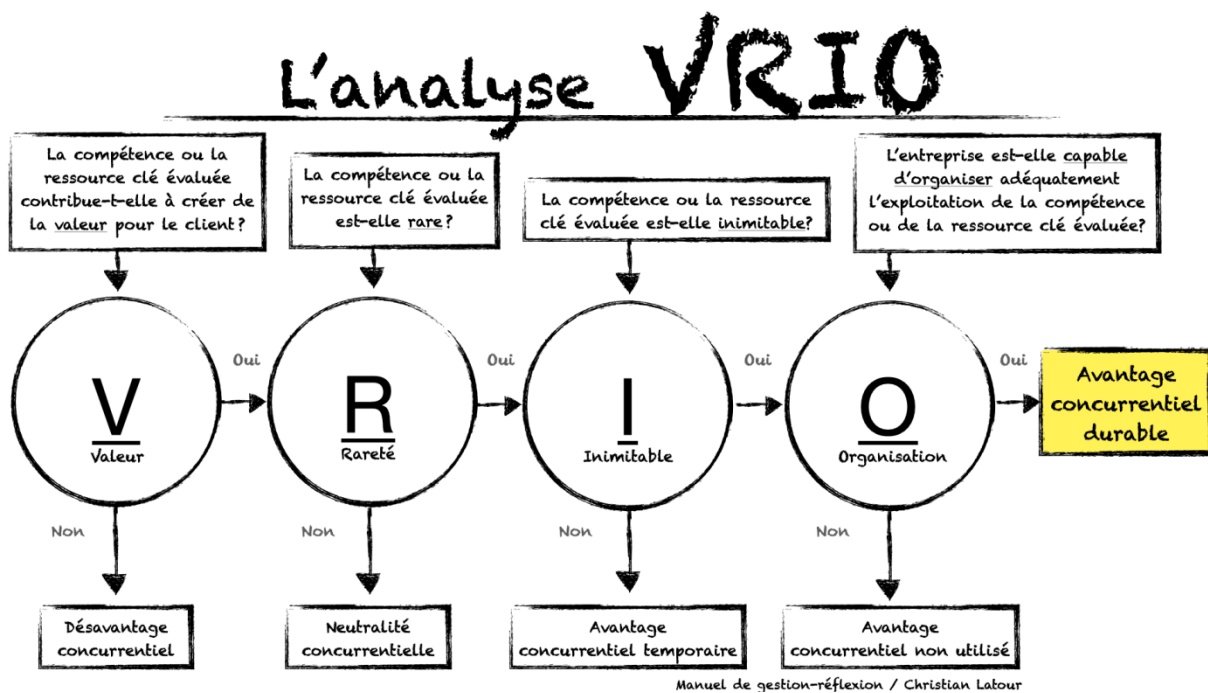 L'analyse VRIO
La compétence ou la
ressource clé évaluée
contribue-t-elle à créer de
la valeur pour le client?
La compétence ou la
ressource clé évaluée
est-elle rare?
La compétence ou la ressource
clé évaluée est-elle inimitable?
L'entreprise est-elle capable
d'organiser adéquatement
l'exploitation de la compétence
ou de la ressource clé évaluée?
V
Valeur
Oui
R
Rareté
Oui
I
Inimitable
Oui
O
Organisation
Oui
Avantage
concurrentiel
durable
Non
Non
Non
Non
Désavantage
concurrentiel
Neutralité
concurrentielle
Avantage
concurrentiel temporaire
Avantage
concurrentiel non utilisé
Manuel de gestion-réflexion / Christian Latour